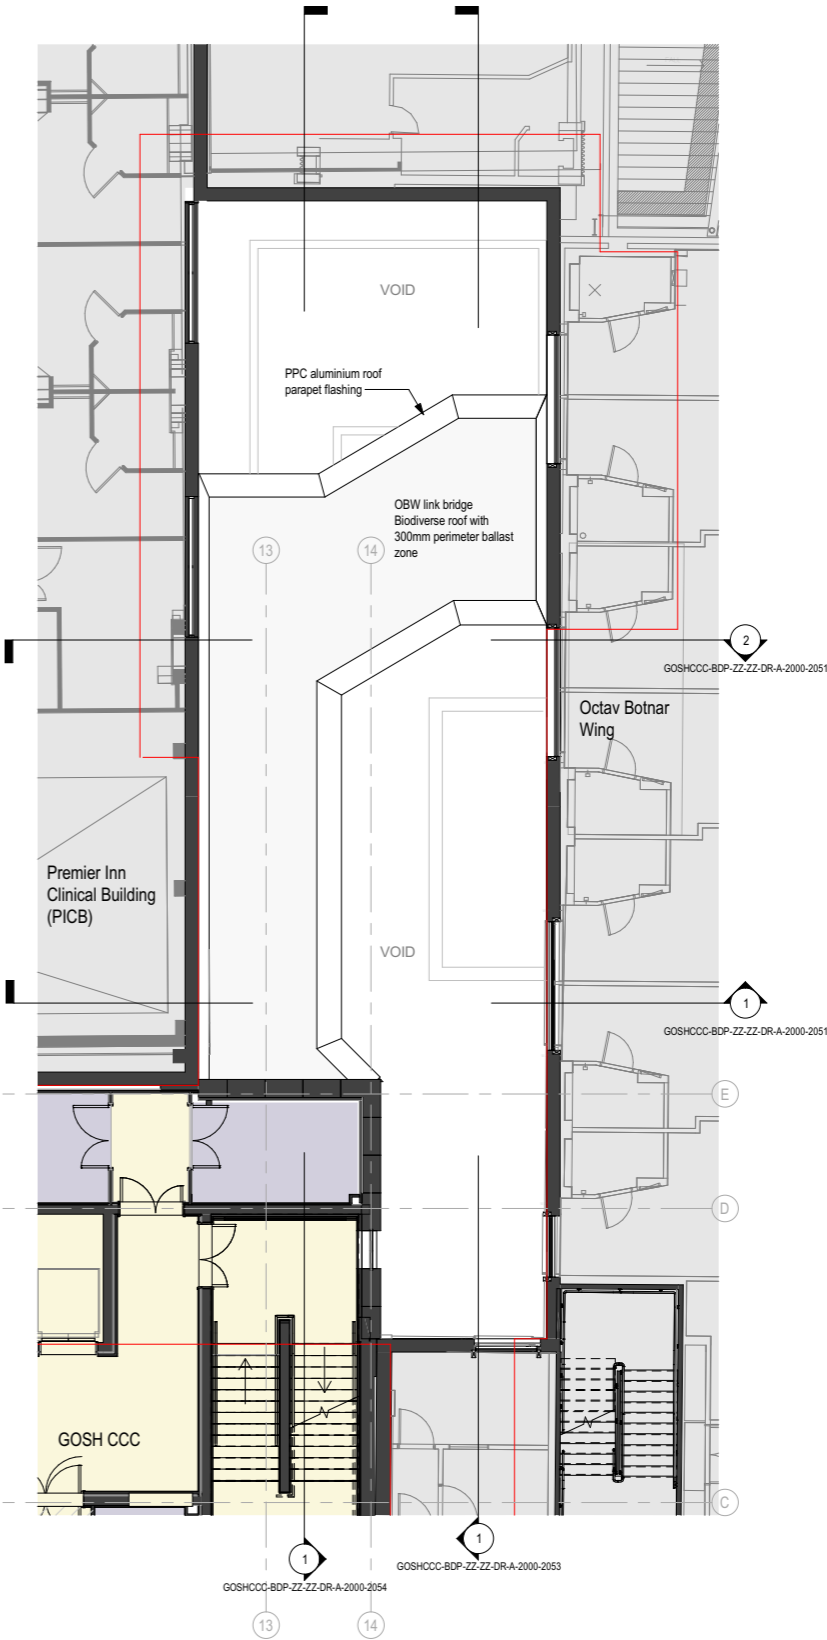 VOID
PPC aluminium roof
parapet flashing
OBW link bridge
Biodiverse roof with
300mm perimeter ballast
zone
13
14
2
GOSHCCC-BDP-ZZ-ZZ-DR-A-2000-2051
Octav Botnar
Wing
Premier Inn
Clinical Building
(PICB)
VOID
1
GOSHCCC-BDP-ZZ-ZZ-DR-A-2000-2051
E
D
GOSH CCC
C
1
GOSHCCC-BDP-ZZ-ZZ-DR-A-2000-2054
1
GOSHCCC-BDP-ZZ-ZZ-DR-A-2000-2053
13
14